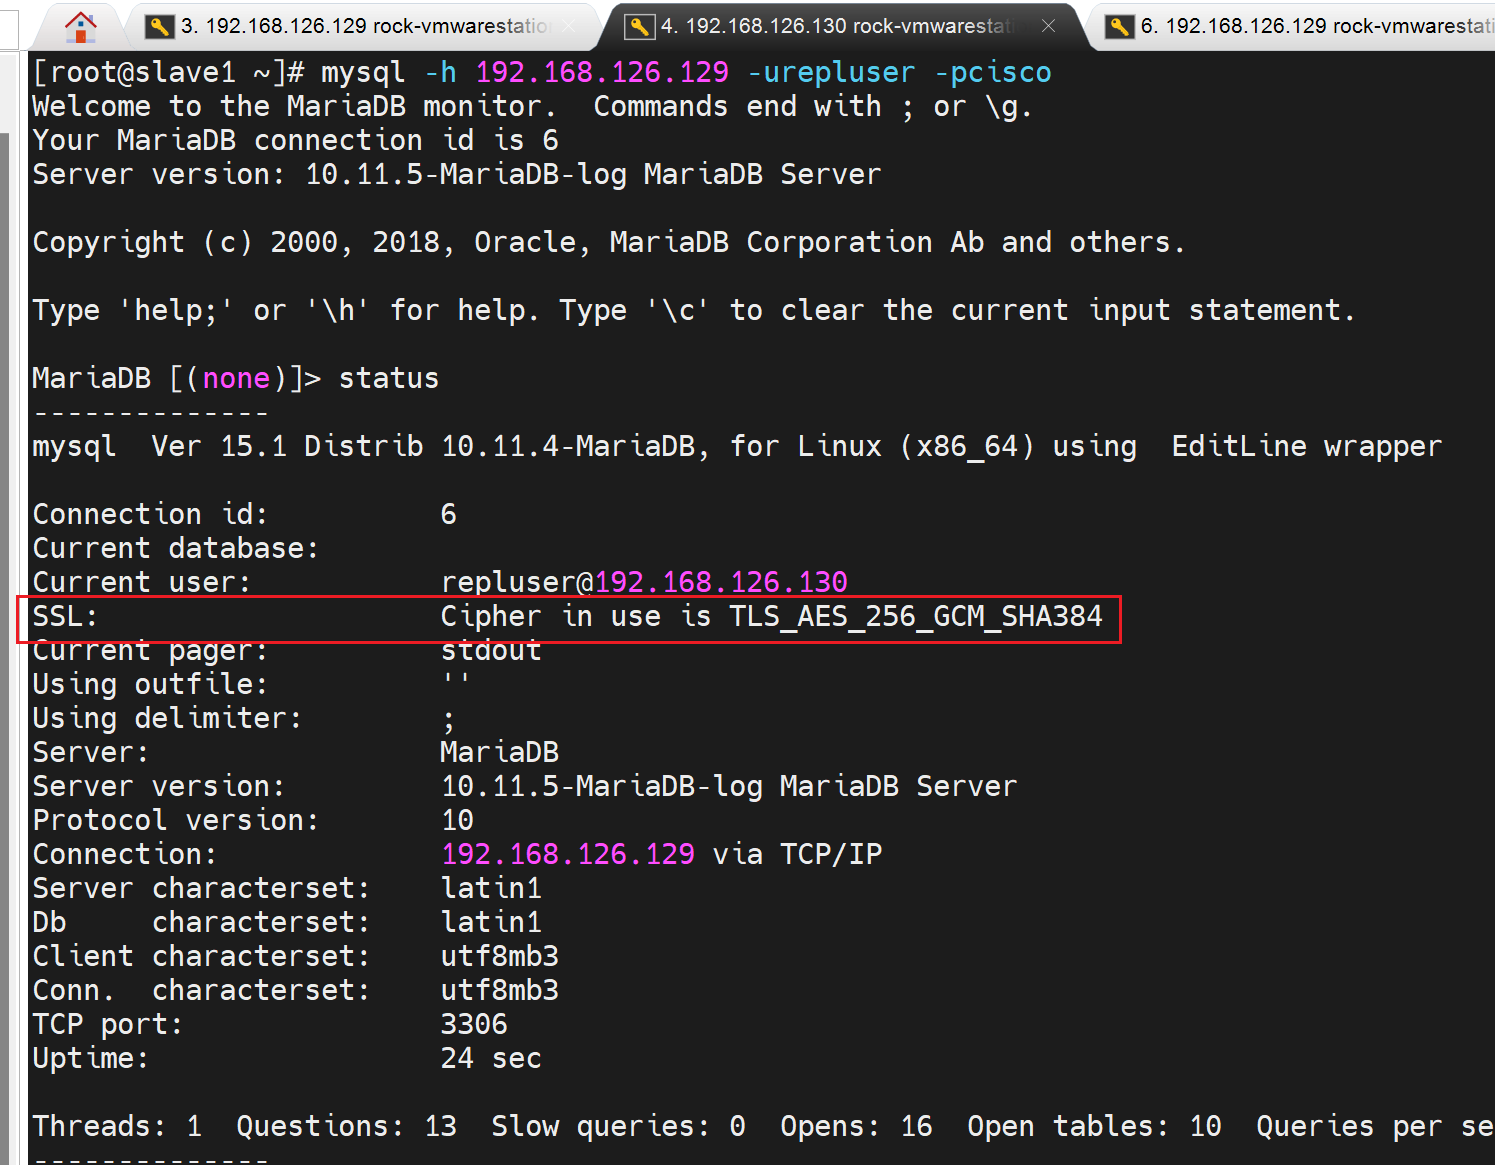 3. 192.168.126.129 rock-vmwarestatio
4. 192.168.126.130 rock-vmwarestati
6. 192.168.126.129 rock-vmwarestati
[root@slave1 ~]# mysql -h 192.168.126.129 -urepluser -pcisco
Welcome to the MariaDB monitor.  Commands end with ; or \g.
Your MariaDB connection id is 6
Server version: 10.11.5-MariaDB-log MariaDB Server
Copyright (c) 2000, 2018, Oracle, MariaDB Corporation Ab and others.
Type 'help;' or '\h' for help. Type '\c' to clear the current input statement.
MariaDB [(none)]> status
--------------
mysql  Ver 15.1 Distrib 10.11.4-MariaDB, for Linux (x86_64) using  EditLine wrapper
Connection id:          6
Current database:
Current user:           repluser@192.168.126.130
SSL:                    Cipher in use is TLS_AES_256_GCM_SHA384
Current pager:          stdout
Using outfile:          ''
Using delimiter:        ;
Server:                 MariaDB
Server version:         10.11.5-MariaDB-log MariaDB Server
Protocol version:       10
Connection:             192.168.126.129 via TCP/IP
Server characterset:    latin1
Db     characterset:    latin1
Client characterset:    utf8mb3
Conn.  characterset:    utf8mb3
TCP port:               3306
Uptime:                 24 sec
Threads: 1  Questions: 13  Slow queries: 0  Opens: 16  Open tables: 10  Queries per se
--------------